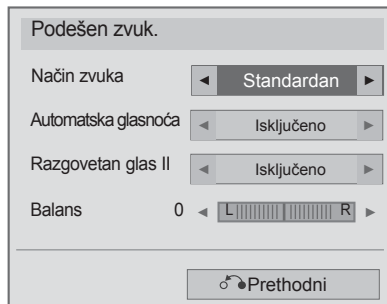 Podešen zvuk.
Način zvuka ◄ Standardan ►
Automatska glasnoća ◄ Isključeno ►
Razgovetan glas II ◄ Isključeno ►
Balans 0 ◄ L R ►
Prethodni